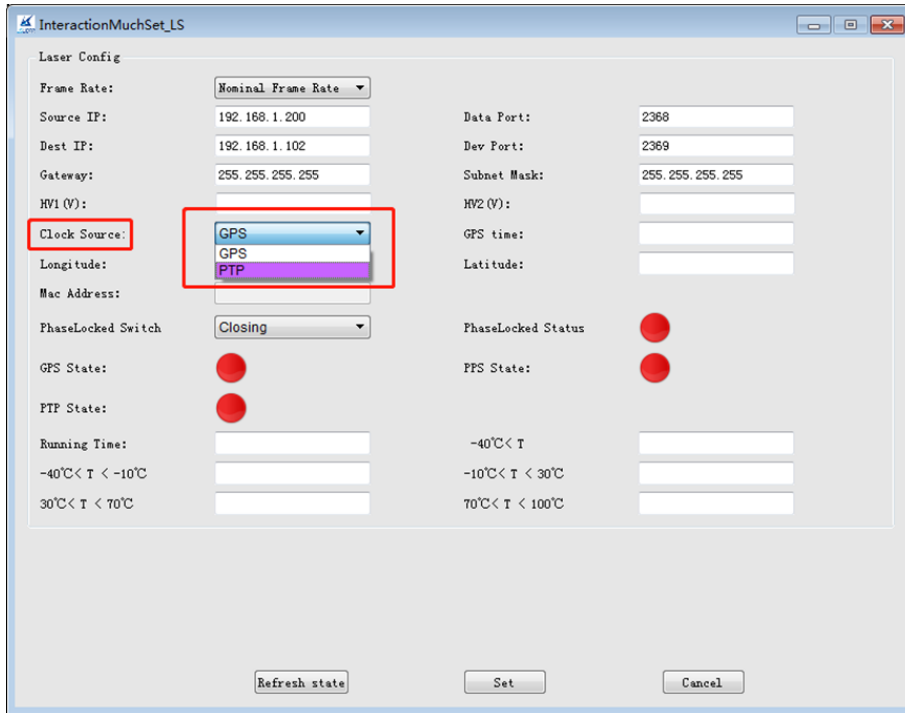 InteractionMuchSet_LS
Laser Config
Frame Rate: Nominal Frame Rate
Source IP: 192.168.1.200 Data Port: 2368
Dest IP: 192.168.1.102 Dev Port: 2369
Gateway: 255.255.255.255 Subnet Mask: 255.255.255.255
HV1(V): HV2(V):
Clock Source: GPS GPS time:
GPS
Longitude: PTP Latitude:
Mac Address:
PhaseLocked Switch Closing PhaseLocked Status
GPS State: PPS State:
PTP State:
Running Time: -40℃< T
-40℃< T < -10℃ -10℃< T < 30℃
30℃< T < 70℃ 70℃< T < 100℃
Refresh state Set Cancel